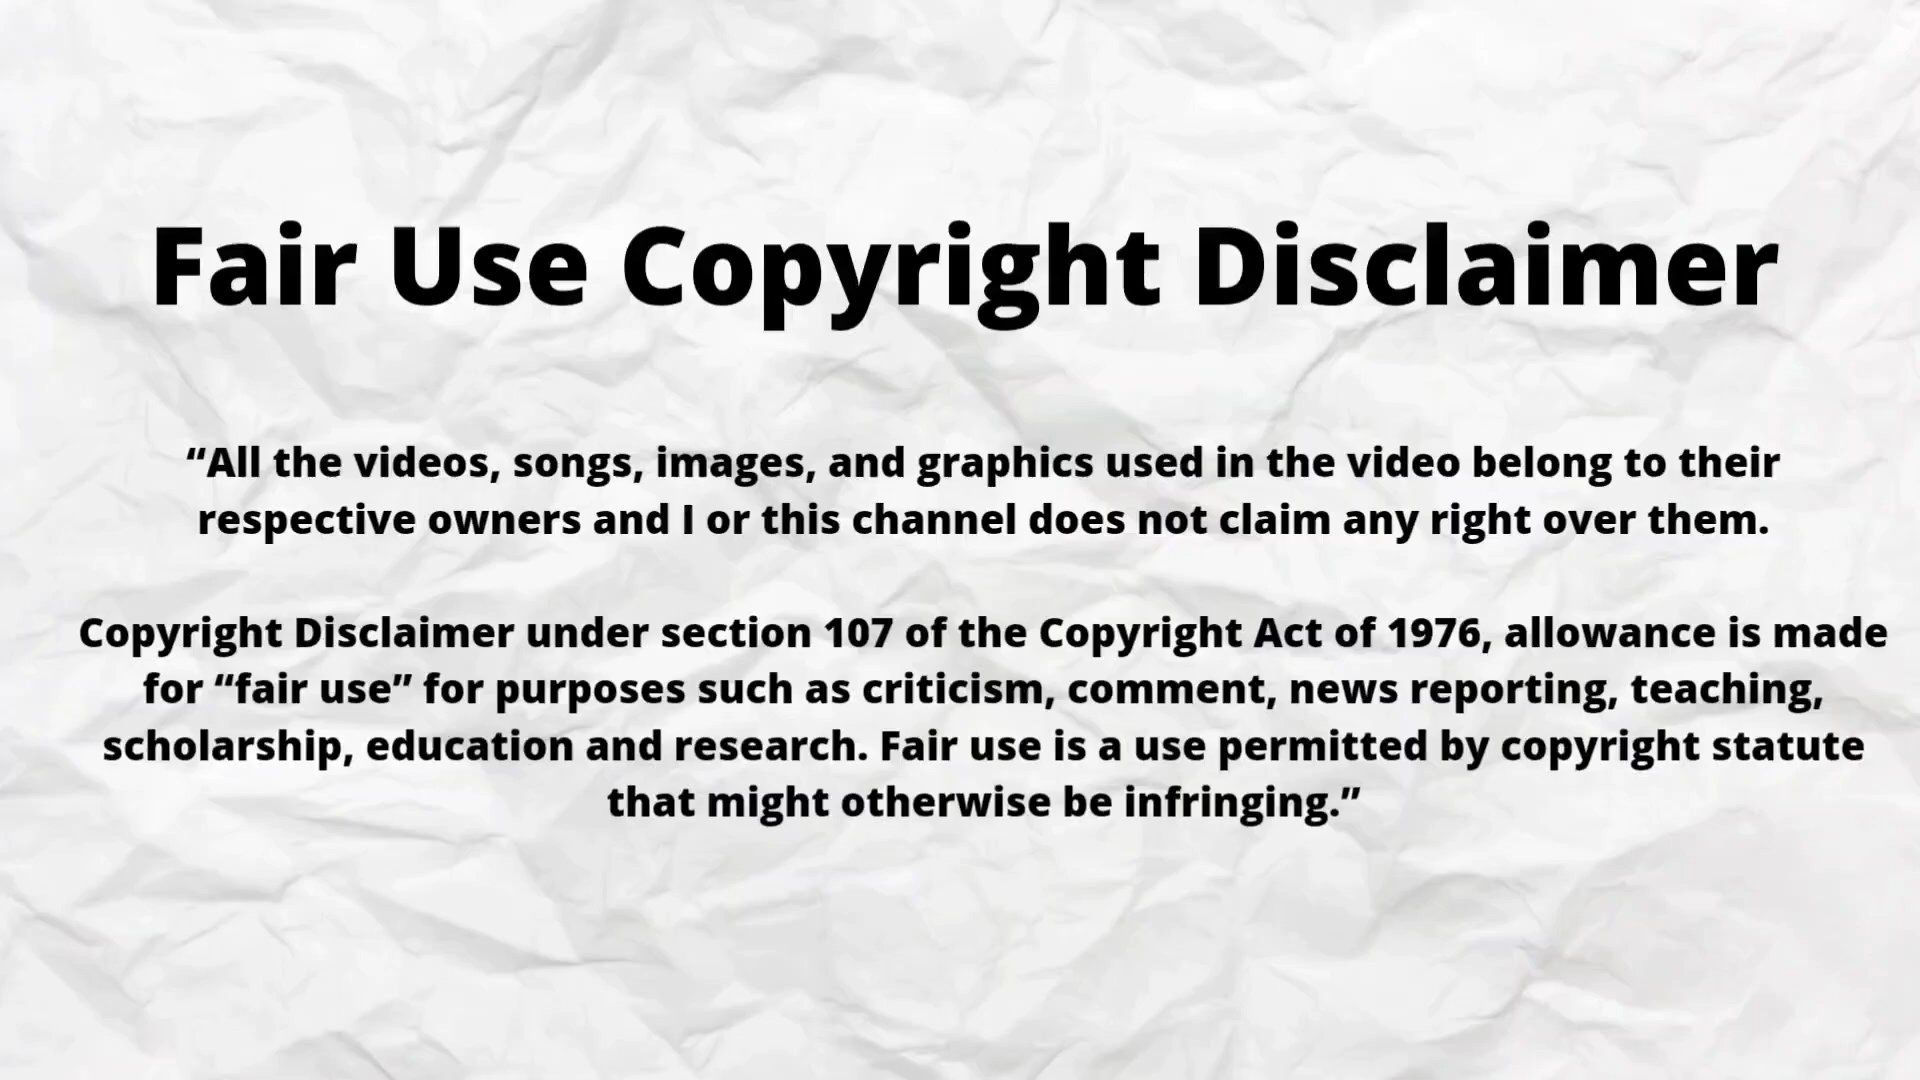 Fair Use Copyright Disclaimer
“All the videos, songs, images, and graphics used in the video belong to their
respective owners and I or this channel does not claim any right over them.
Copyright Disclaimer under section 107 of the Copyright Act of 1976, allowance is made
for “fair use” for purposes such as criticism, comment, news reporting, teaching,
scholarship, education and research. Fair use is a use permitted by copyright statute
that might otherwise be infringing.”